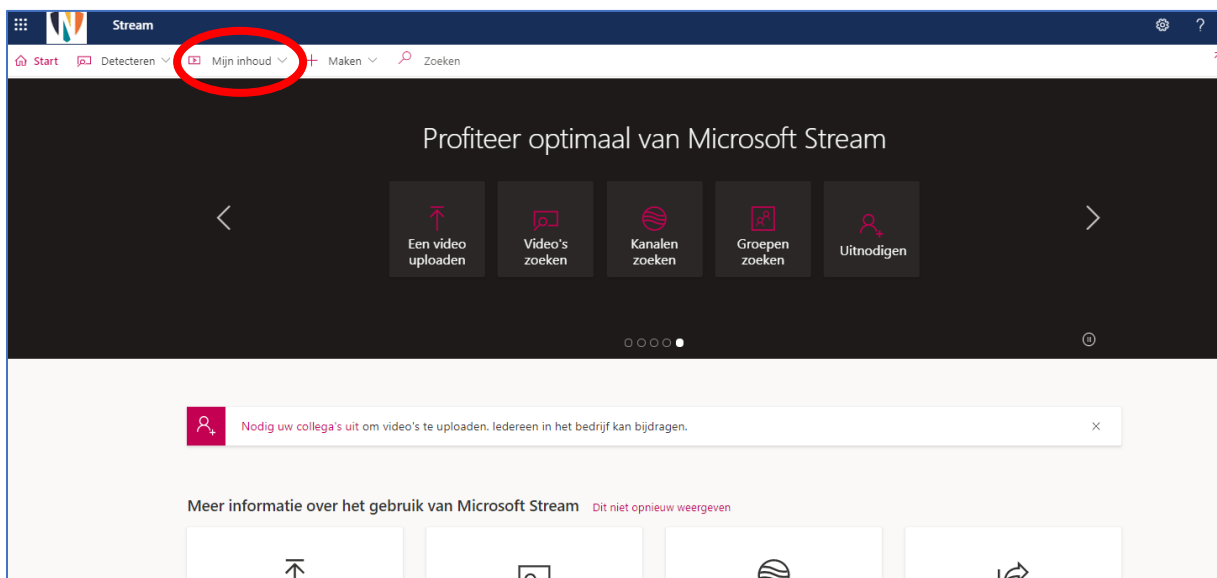 Stream
Start Detecteren Mijn inhoud Maken Zoeken
Profiteer optimaal van Microsoft Stream
Een video uploaden
Video's zoeken
Kanalen zoeken
Groepen zoeken
Uitnodigen
Nodig uw collega's uit om video's te uploaden. Iedereen in het bedrijf kan bijdragen.
Meer informatie over het gebruik van Microsoft Stream Dit niet opnieuw weergeven